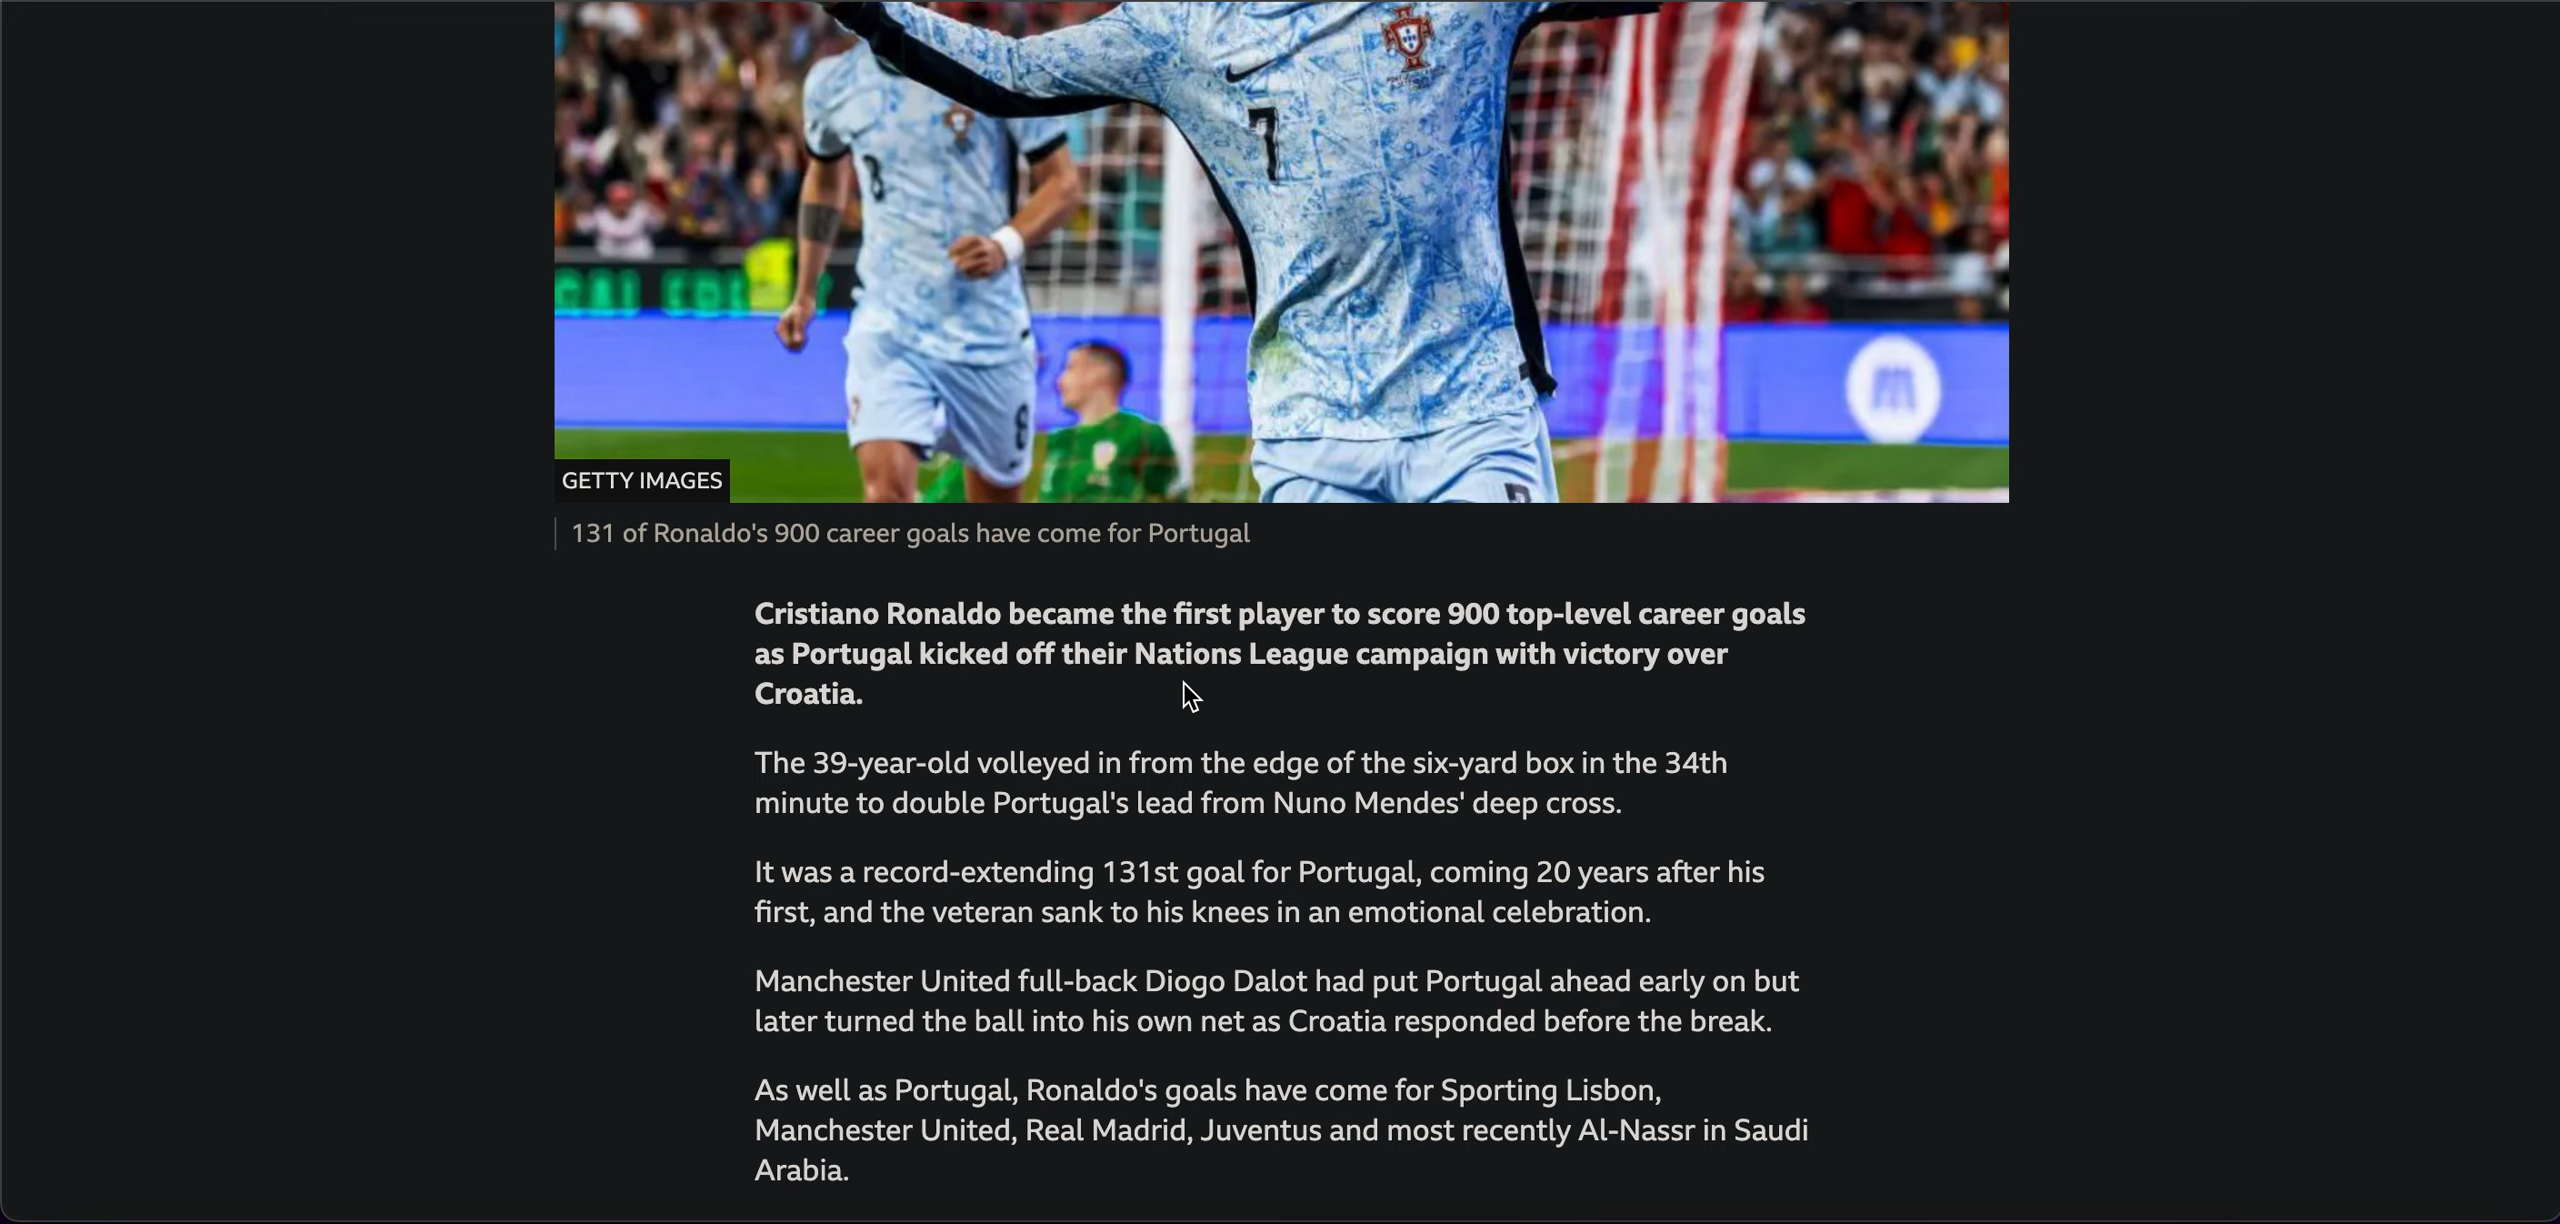 7
8
8
7
GETTY IMAGES
131 of Ronaldo's 900 career goals have come for Portugal
Cristiano Ronaldo became the first player to score 900 top-level career goals
as Portugal kicked off their Nations League campaign with victory over
Croatia.
The 39-year-old volleyed in from the edge of the six-yard box in the 34th
minute to double Portugal's lead from Nuno Mendes' deep cross.
It was a record-extending 131st goal for Portugal, coming 20 years after his
first, and the veteran sank to his knees in an emotional celebration.
Manchester United full-back Diogo Dalot had put Portugal ahead early on but
later turned the ball into his own net as Croatia responded before the break.
As well as Portugal, Ronaldo's goals have come for Sporting Lisbon,
Manchester United, Real Madrid, Juventus and most recently Al-Nassr in Saudi
Arabia.